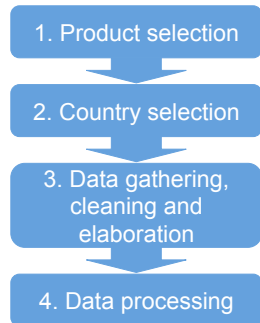 1. Product selection
2. Country selection
3. Data gathering,
cleaning and
elaboration
4. Data processing